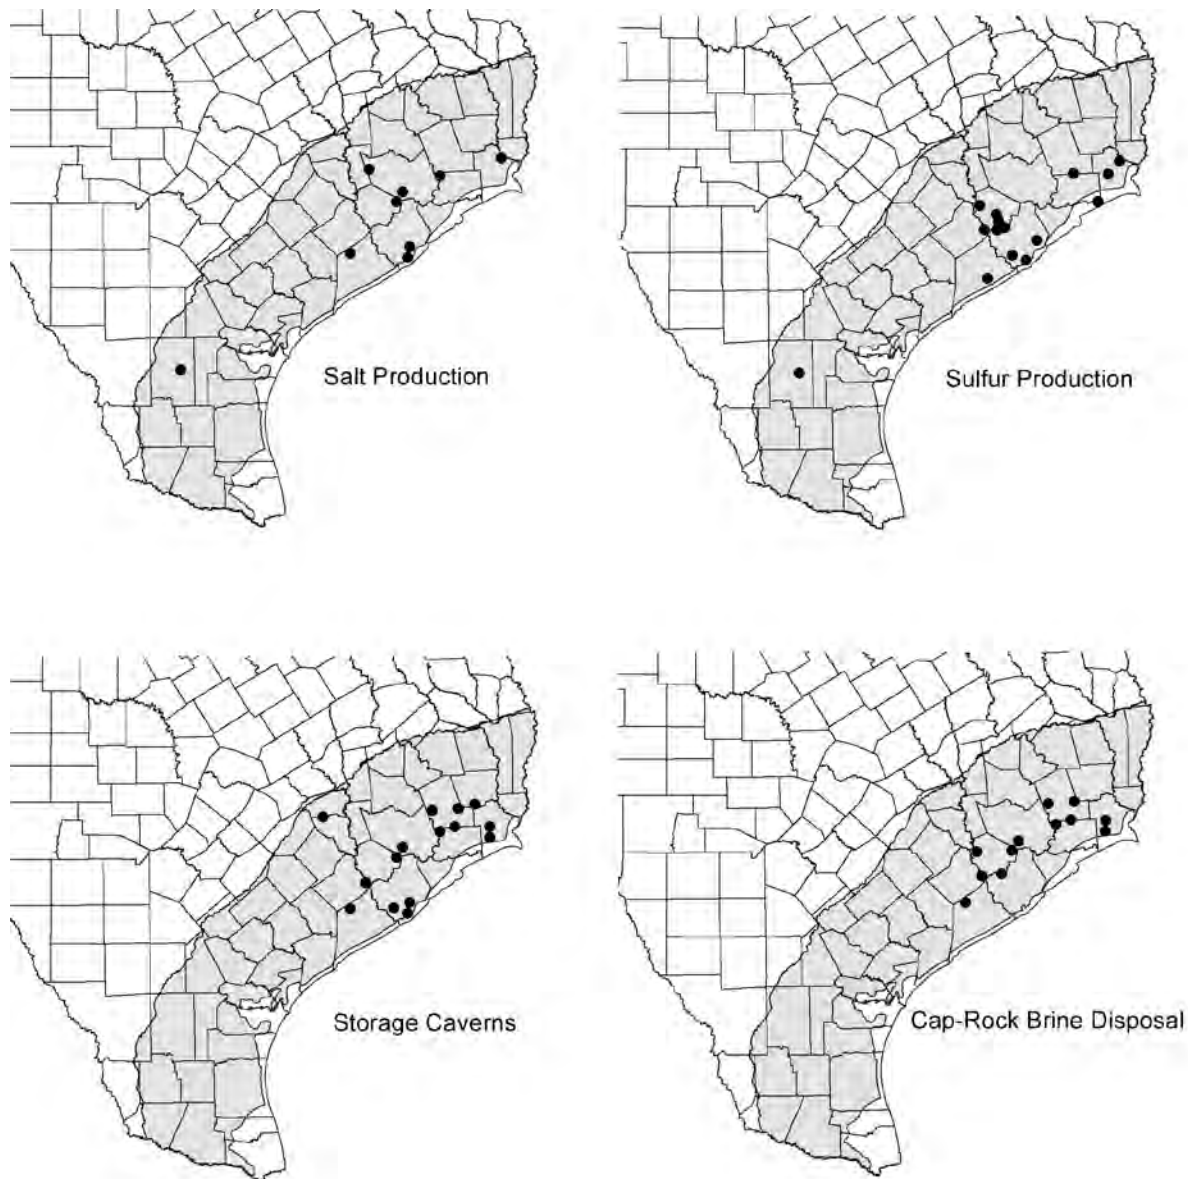 Salt Production
Sulfur Production
Storage Caverns
Cap-Rock Brine Disposal